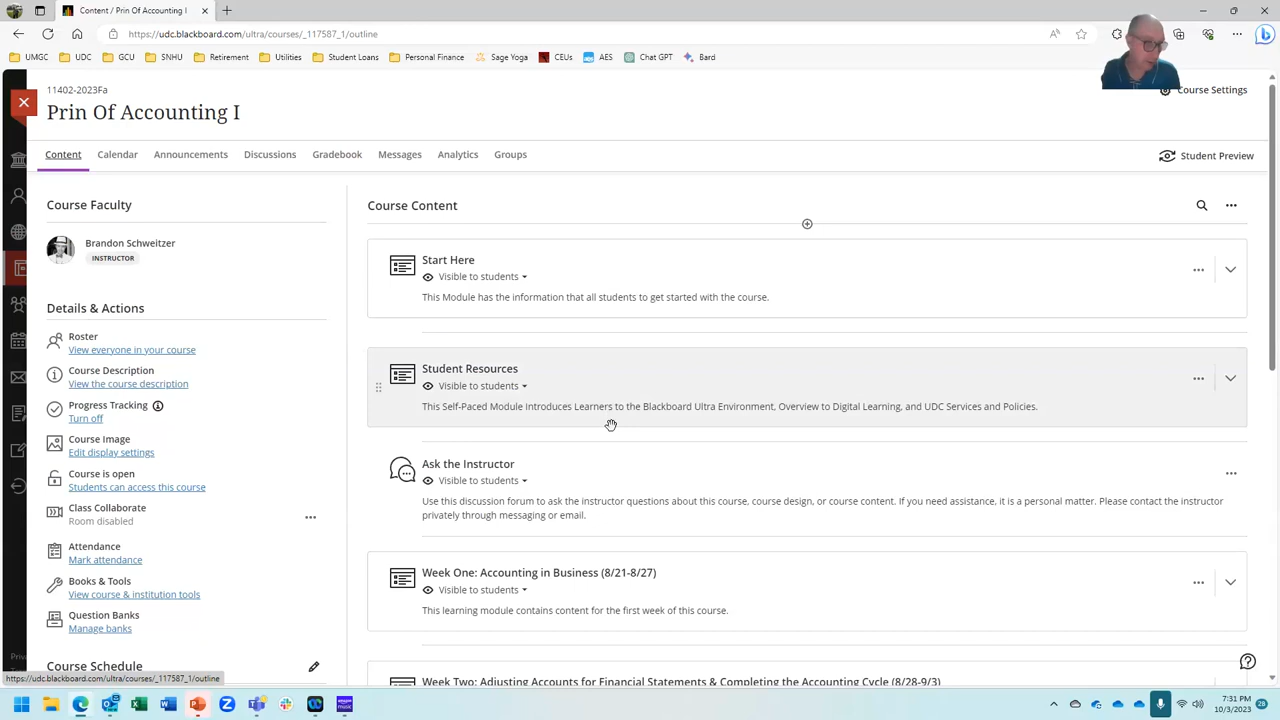 Content / Prin Of Accounting I
https://udc.blackboard.com/ultra/courses/_117587_1/outline
UMGC UDC GCU SNHU Retirement Utilities Student Loans Personal Finance Sage Yoga CEUs AES Chat GPT Bard
11402-2023Fa
Prin Of Accounting I
Course Settings
Content Calendar Announcements Discussions Gradebook Messages Analytics Groups
Student Preview
Course Faculty
Brandon Schweitzer
INSTRUCTOR
Details & Actions
Roster
View everyone in your course
Course Description
View the course description
Progress Tracking
Turn off
Course Image
Edit display settings
Course is open
Students can access this course
Class Collaborate
Room disabled
Attendance
Mark attendance
Books & Tools
View course & institution tools
Question Banks
Manage banks
Course Schedule
Course Content
Start Here
Visible to students
This Module has the information that all students to get started with the course.
Student Resources
Visible to students
This Self-Paced Module Introduces Learners to the Blackboard Ultra Environment, Overview to Digital Learning, and UDC Services and Policies.
Ask the Instructor
Visible to students
Use this discussion forum to ask the instructor questions about this course, course design, or course content. If you need assistance, it is a personal matter. Please contact the instructor
privately through messaging or email.
Week One: Accounting in Business (8/21-8/27)
Visible to students
This learning module contains content for the first week of this course.
Week Two: Adjusting Accounts for Financial Statements & Completing the Accounting Cycle (8/28-9/3)
https://udc.blackboard.com/ultra/courses/_117587_1/outline
7:31 PM
10/3/2023
28